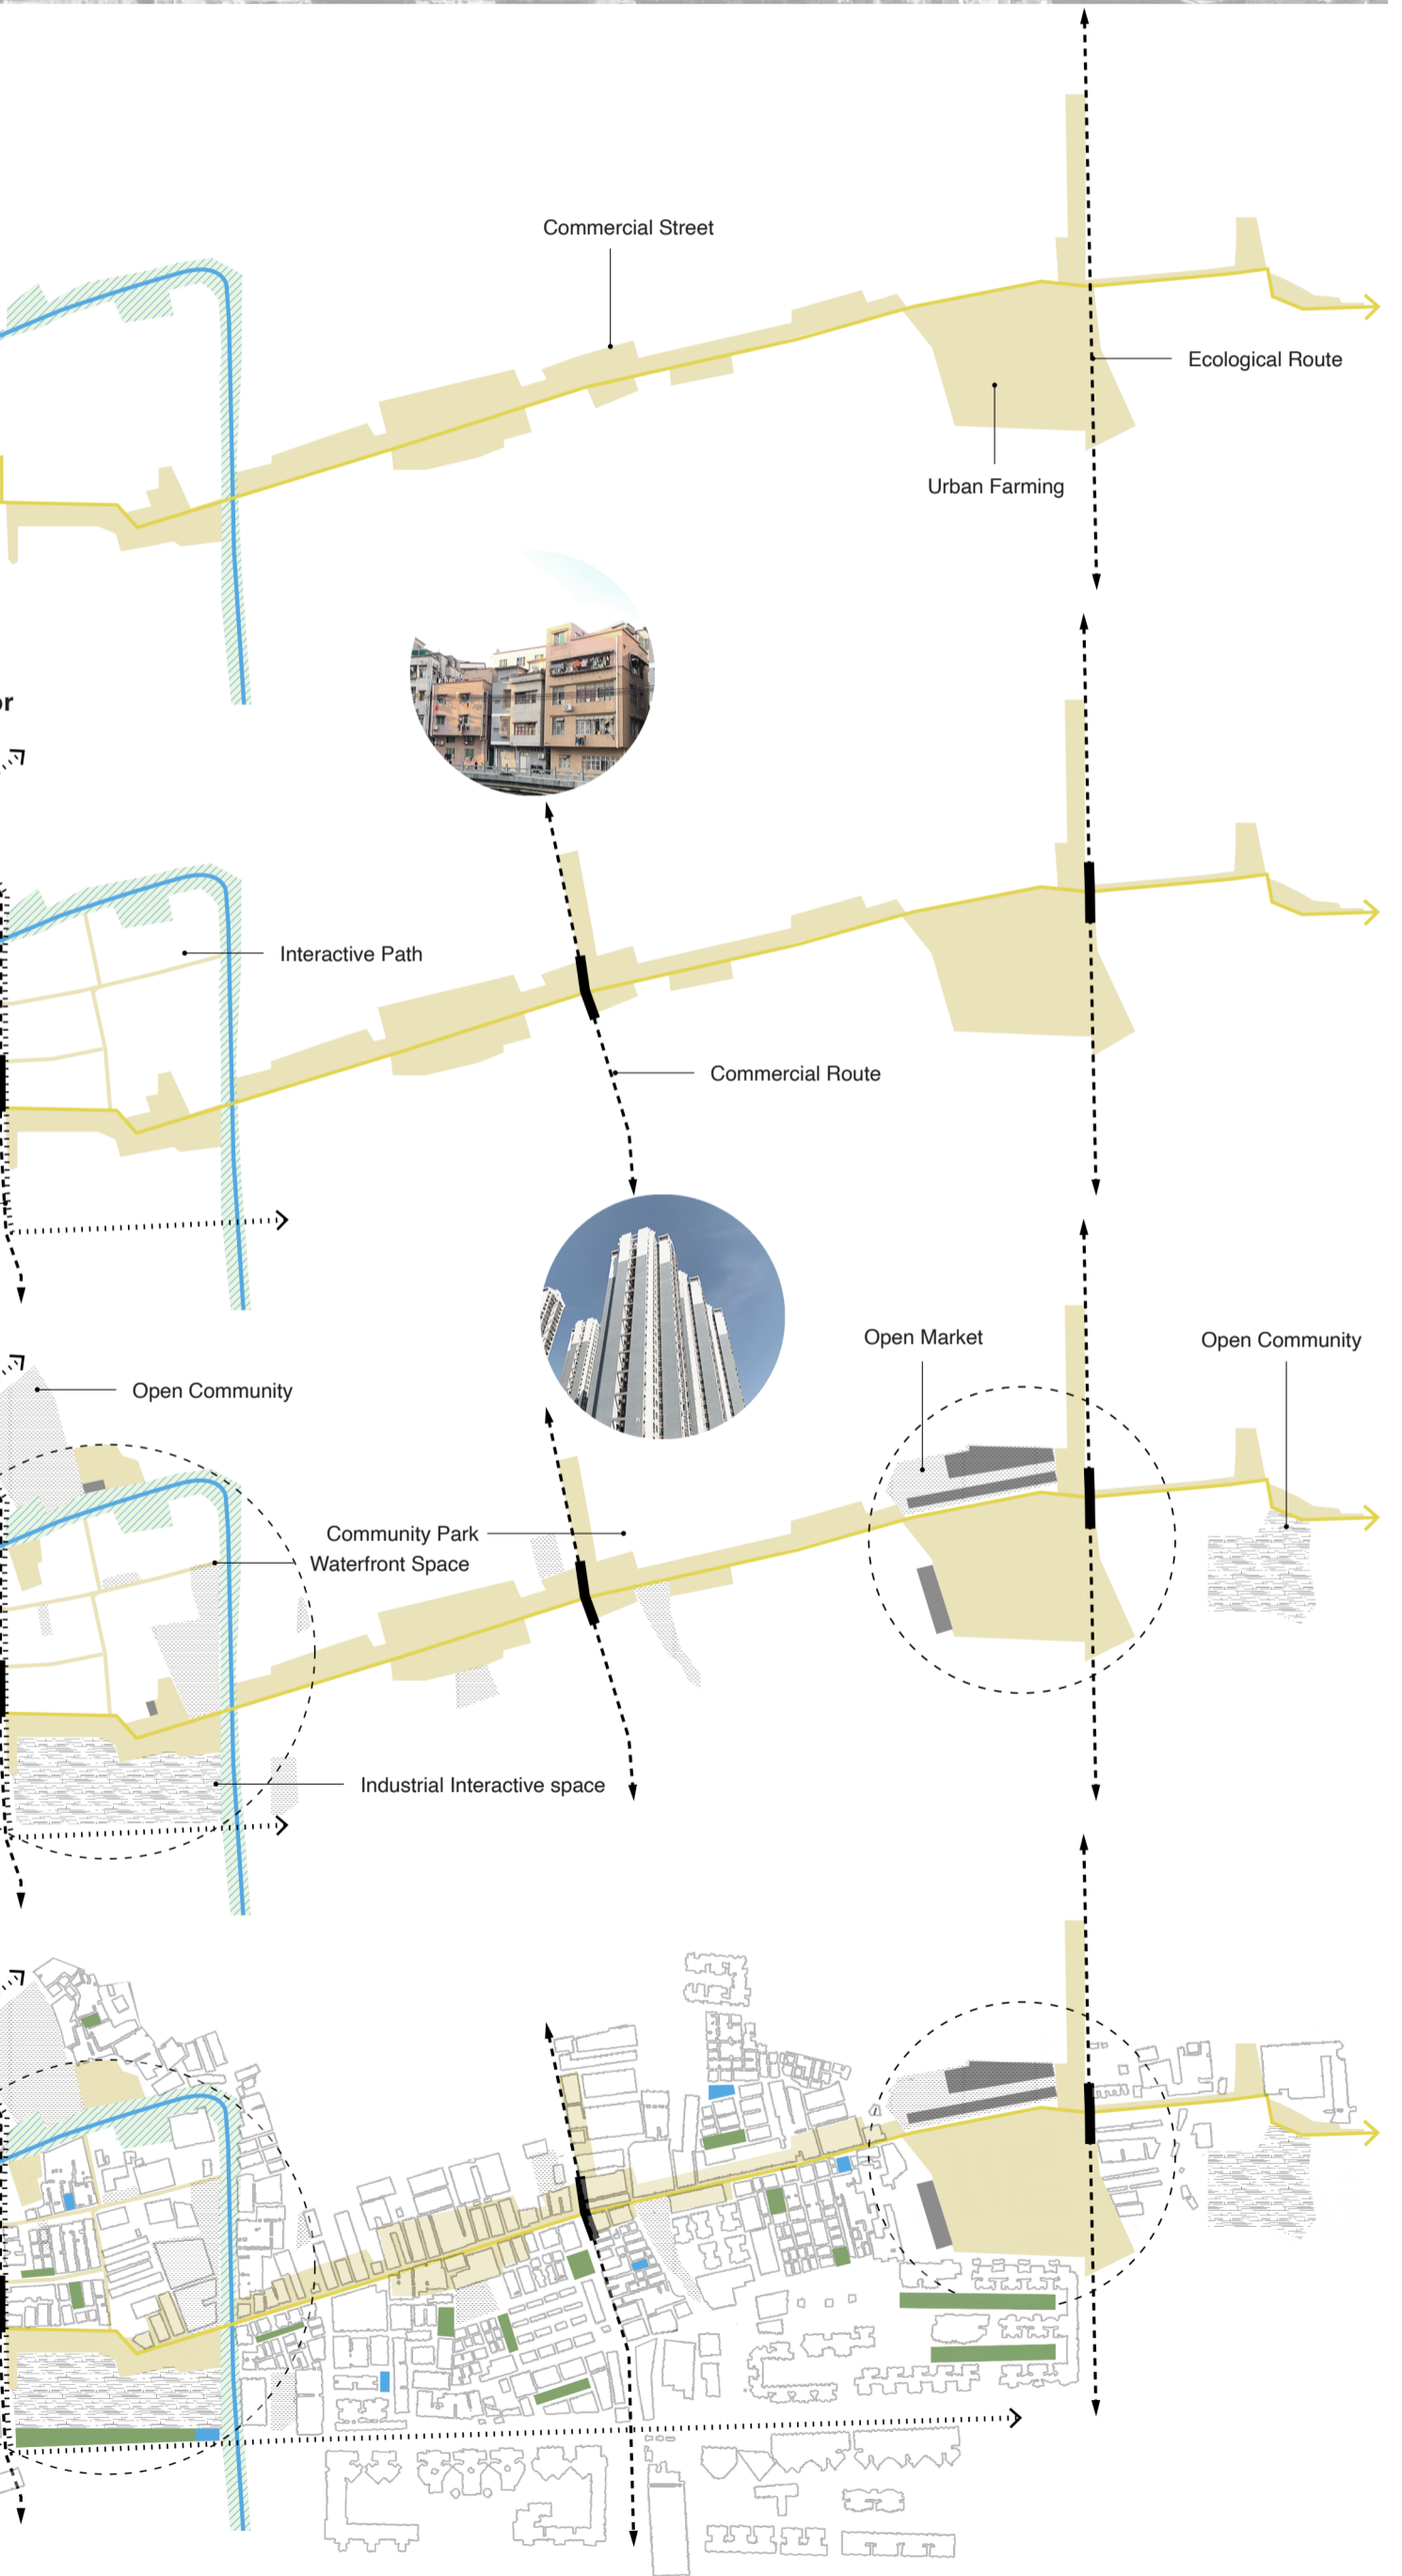 Commercial Street
Ecological Route
Urban Farming
or
Interactive Path
Commercial Route
Open Market
Open Community
Open Community
Community Park
Waterfront Space
Industrial Interactive space